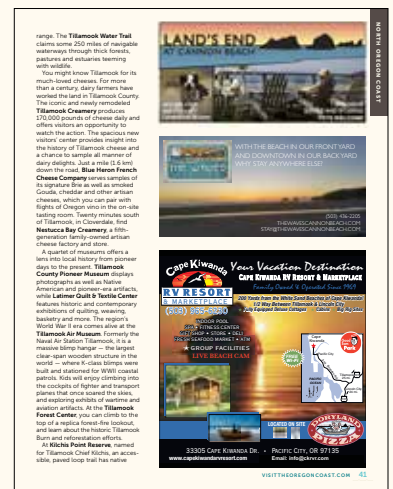 range. The Tillamook Water Trail
claims some 250 miles of navigable
waterways through thick forests,
pastures and estuaries teeming
with wildlife.
You might know Tillamook for its
much-loved cheeses. For more
than a century, dairy farmers have
worked the land in Tillamook County.
The iconic and newly remodeled
Tillamook Creamery produces
170,000 pounds of cheese daily and
offers visitors an opportunity to
watch the action. The spacious new
visitors' center provides insight into
the history of Tillamook cheese and
a chance to sample all manner of
dairy delights. Just a mile (1.6 km)
down the road, Blue Heron French
Cheese Company serves samples of
its signature Brie as well as smoked
Gouda, cheddar and other artisan
cheeses, which you can pair with
flights of Oregon vino in the on-site
tasting room. Twenty minutes south
of Tillamook, in Cloverdale, find
Nestucca Bay Creamery, a fifth-
generation family-owned artisan
cheese factory and store.
A quartet of museums offers a
lens into local history from pioneer
days to the present. Tillamook
County Pioneer Museum displays
photographs as well as Native
American and pioneer-era artifacts,
while Latimer Quilt & Textile Center
features historic and contemporary
exhibitions of quilting, weaving,
basketry and more. The region's
World War II era comes alive at the
Tillamook Air Museum. Formerly the
Naval Air Station Tillamook, it is a
massive blimp hangar — the largest
clear-span wooden structure in the
world — where K-class blimps were
built and stationed for WWII coastal
patrols. Kids will enjoy climbing into
the cockpits of fighter and transport
planes that once soared the skies,
and exploring exhibits of wartime and
aviation artifacts. At the Tillamook
Forest Center, you can climb to the
top of a replica forest-fire lookout,
and learn about the historic Tillamook
Burn and reforestation efforts.
At Kilchis Point Reserve, named
for Tillamook Chief Kilchis, an acces-
sible, paved loop trail has native
NORTH OREGON COAST
LAND'S END
AT CANNON BEACH
WITH THE BEACH IN OUR FRONT YARD
AND DOWNTOWN IN OUR BACK YARD
WHY STAY ANYWHERE ELSE?
(503) 436-2205
THEWAVESCANNONBEACH.COM
STAY@THEWAVESCANNONBEACH.COM
Cape Kiwanda
RV RESORT
& MARKETPLACE
Your Vacation Destination
CAPE KIWANDA RV RESORT & MARKETPLACE
Family Owned & Operated Since 1969
200 Yards from the White Sand Beaches of Cape Kiwanda
1/2 Way Between Tillamook & Lincoln City
Fully Equipped Deluxe Cottages
INDOOR POOL
SPA • FITNESS CENTER
GIFT SHOP • STORE • DELI
FRESH SEAFOOD MARKET • ATM
★ GROUP FACILITIES
LIVE BEACH CAM
FREE
WI-FI
LOCATED ON SITE
PIZZA
33305 CAPE KIWANDA DR. • PACIFIC CITY, OR 97135
www.capekiwandarvresort.com Email: info@ckrvr.com
VISITTHEOREGONCOAST.COM 41